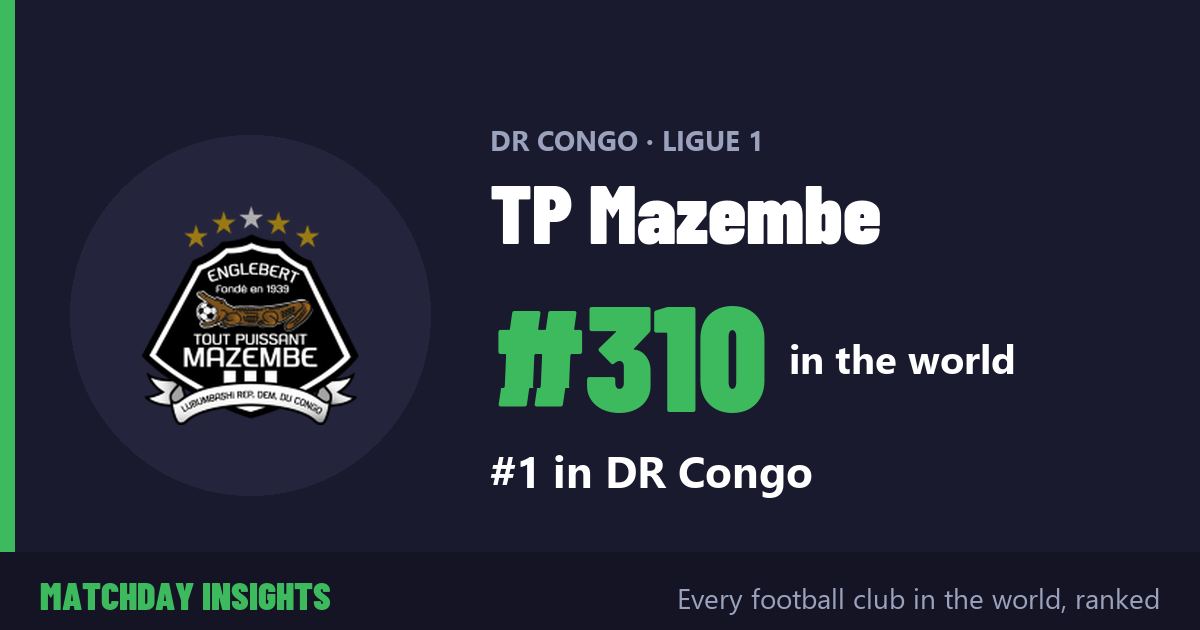 DR CONGO · LIGUE 1
TP Mazembe
#310 in the world
#1 in DR Congo
ENGLEBERT
Fondé en 1939
TOUT PUISSANT
MAZEMBE
LUBUMBASHI REP. DEM. DU CONGO
MATCHDAY INSIGHTS
Every football club in the world, ranked